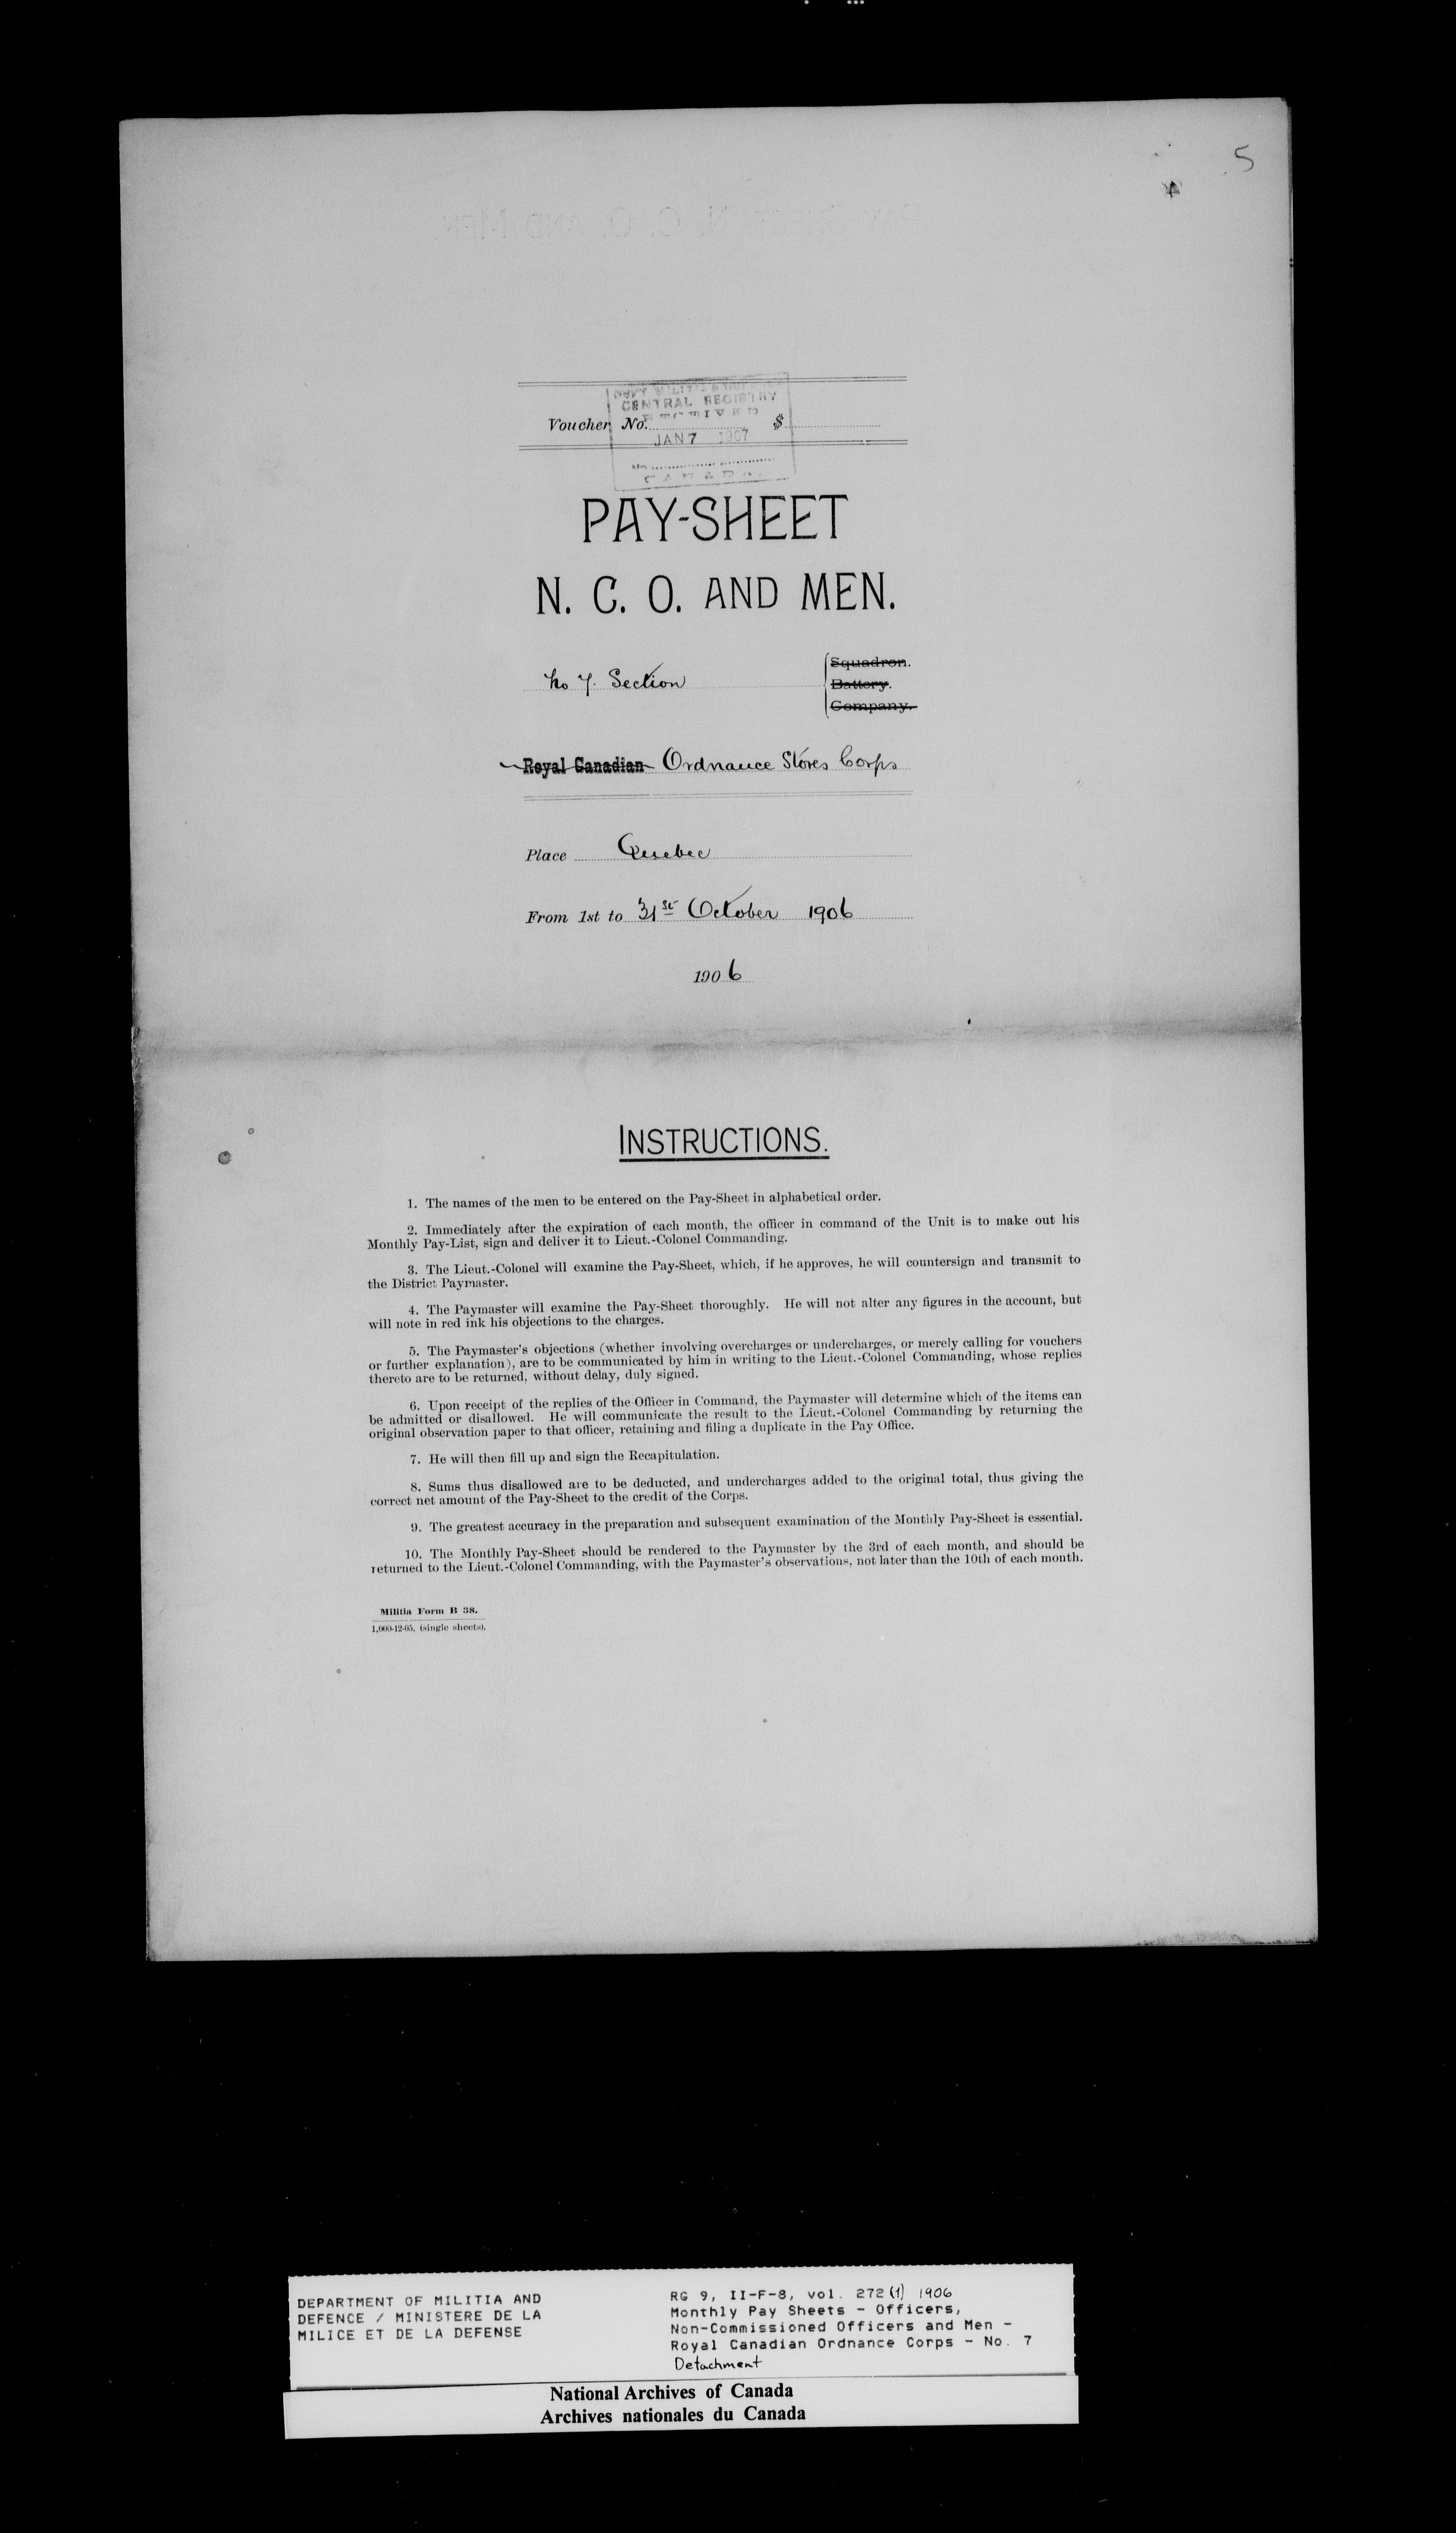 5
4
DEPT MILITIA
CENTRAL REGISTRY
RECEIVED
Voucher No. $
JAN 7 1907
No
CANADA
PAY-SHEET
N. C. O. AND MEN.
Squadron.
No 7. Section
Battery.
Company.
Royal Canadian Ordnance Stores Corps
Place Quebec
From 1st to 31st October 1906
1906
INSTRUCTIONS.
1. The names of the men to be entered on the Pay-Sheet in alphabetical order.
2. Immediately after the expiration of each month, the officer in command of the Unit is to make out his
Monthly Pay-List, sign and deliver it to Lieut.-Colonel Commanding.
3. The Lieut.-Colonel will examine the Pay-Sheet, which, if he approves, he will countersign and transmit to
the District Paymaster.
4. The Paymaster will examine the Pay-Sheet thoroughly. He will not alter any figures in the account, but
will note in red ink his objections to the charges.
5. The Paymaster's objections (whether involving overcharges or undercharges, or merely calling for vouchers
or further explanation), are to be communicated by him in writing to the Lieut.-Colonel Commanding, whose replies
thereto are to be returned, without delay, duly signed.
6. Upon receipt of the replies of the Officer in Command, the Paymaster will determine which of the items can
be admitted or disallowed. He will communicate the result to the Lieut.-Colonel Commanding by returning the
original observation paper to that officer, retaining and filing a duplicate in the Pay Office.
7. He will then fill up and sign the Recapitulation.
8. Sums thus disallowed are to be deducted, and undercharges added to the original total, thus giving the
correct net amount of the Pay-Sheet to the credit of the Corps.
9. The greatest accuracy in the preparation and subsequent examination of the Monthly Pay-Sheet is essential.
10. The Monthly Pay-Sheet should be rendered to the Paymaster by the 3rd of each month, and should be
returned to the Lieut.-Colonel Commanding, with the Paymaster's observations, not later than the 10th of each month.
Militia Form B 38.
1,000-12-05, (single sheets).
DEPARTMENT OF MILITIA AND
DEFENCE / MINISTERE DE LA
MILICE ET DE LA DEFENSE
RG 9, II-F-8, vol. 272(1) 1906
Monthly Pay Sheets - Officers,
Non-Commissioned Officers and Men -
Royal Canadian Ordnance Corps - No. 7
Detachment
National Archives of Canada
Archives nationales du Canada